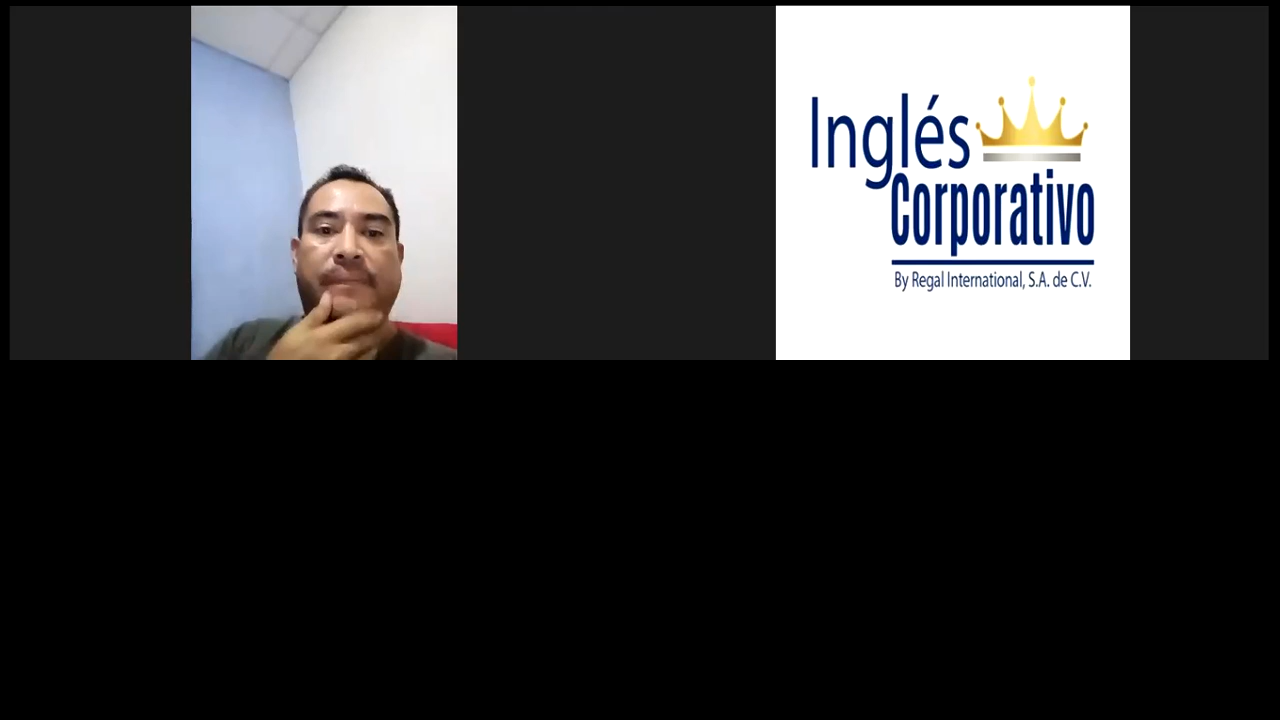 Inglés
Corporativo
By Regal International, S.A. de C.V.